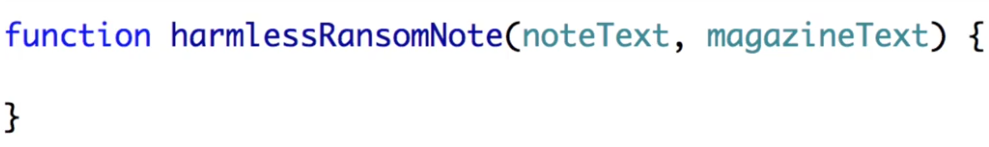 function harmlessRansomNote(noteText, magazineText) {
}